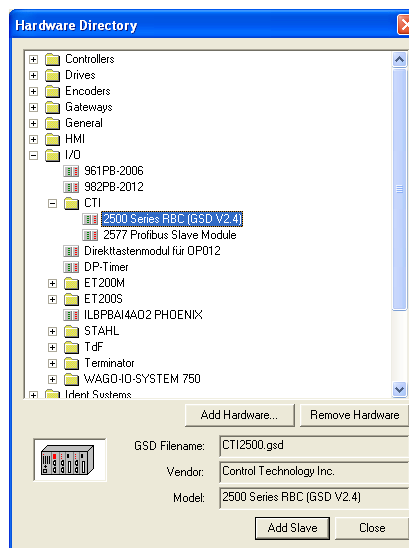 Hardware Directory
Controllers
Drives
Encoders
Gateways
General
HMI
I/O
961PB-2006
982PB-2012
CTI
2500 Series RBC (GSD V2.4)
2577 Profibus Slave Module
Direkttastenmodul für OP012
DP-Timer
ET200M
ET200S
ILBPBAI4AO2 PHOENIX
STAHL
TdF
Terminator
WAGO-IO-SYSTEM 750
Ident Systems
Add Hardware... Remove Hardware
GSD Filename: CTI2500.gsd
Vendor: Control Technology Inc.
Model: 2500 Series RBC (GSD V2.4)
Add Slave Close